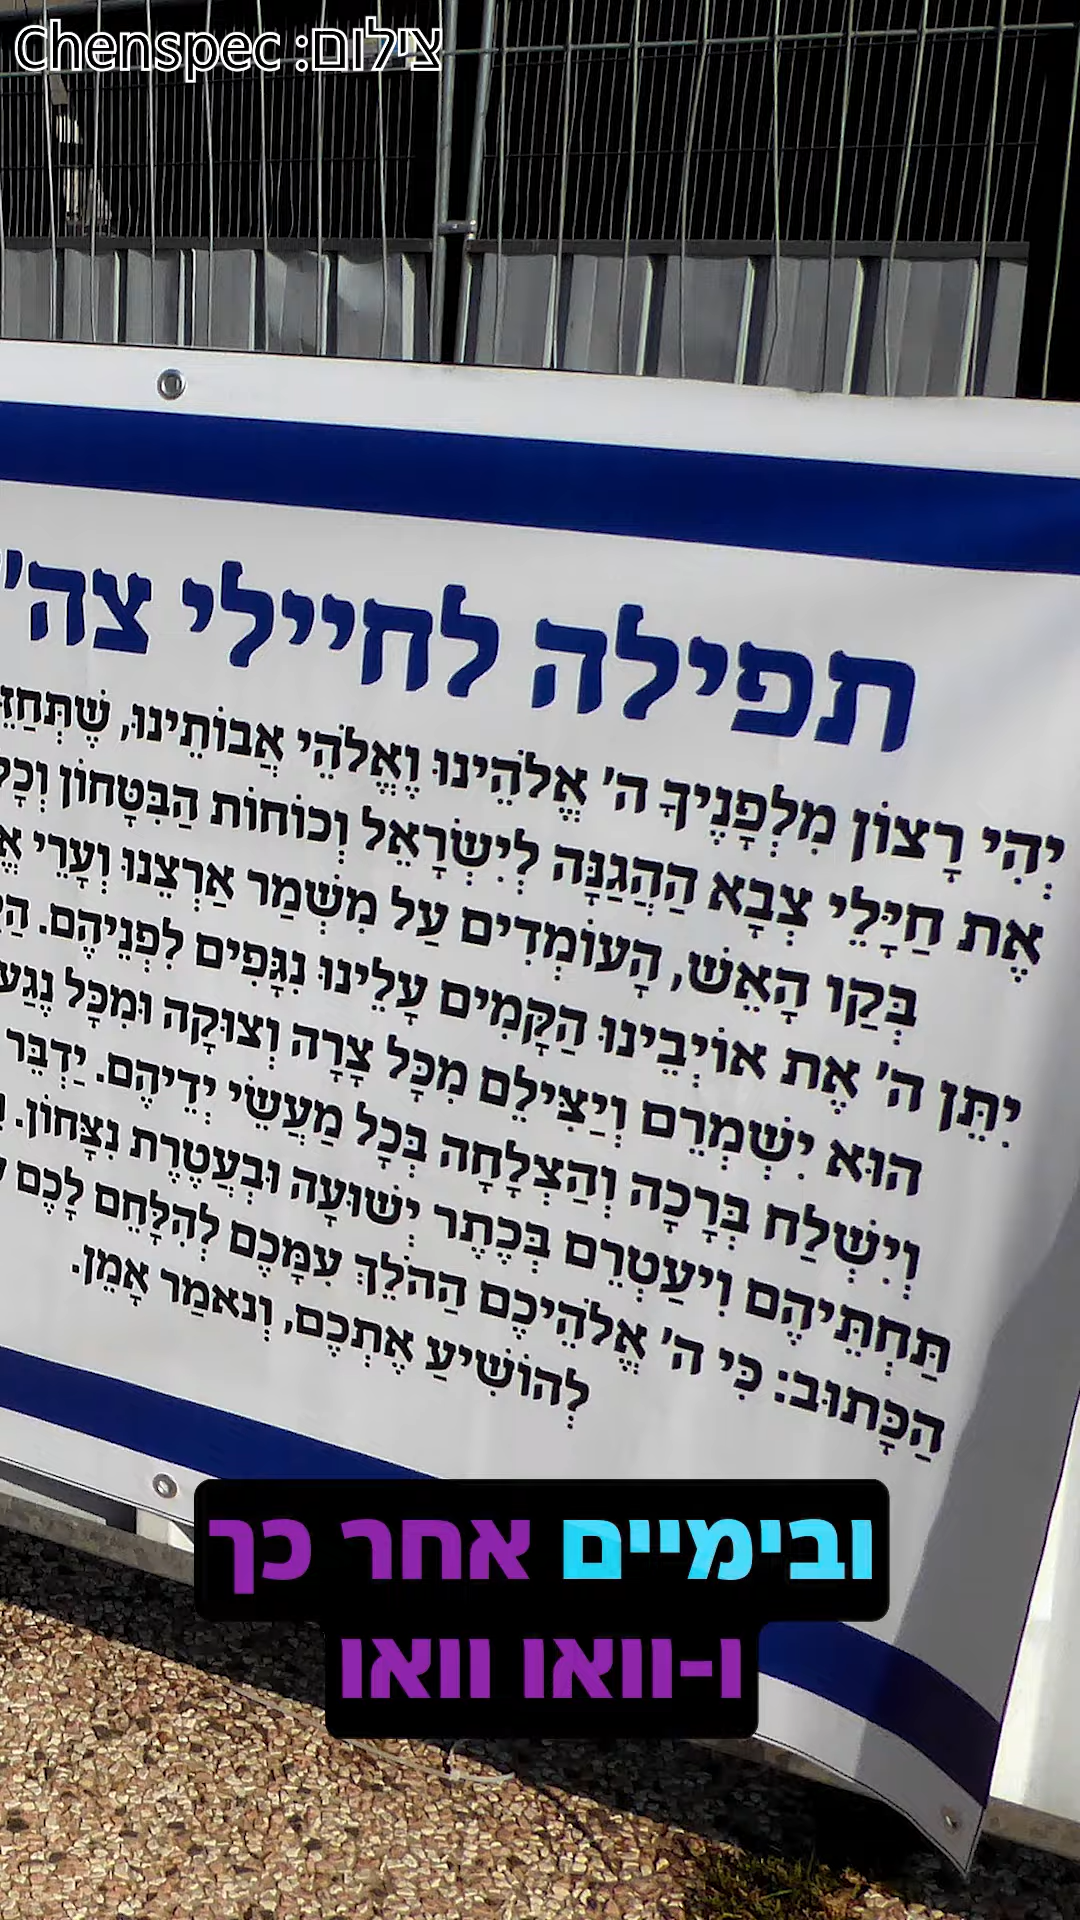 צילום: Chenspec
תפילה לחיילי צה"
יְהִי רָצוֹן מִלְּפָנֶיךָ ה' אֱלֹהֵינוּ וֶאֱלֹהֵי אֲבוֹתֵינוּ,
אֶת חַיָּלֵי צְבָא הַהֲגַנָּה לְיִשְׂרָאֵל וְכוֹחוֹת הַבִּטָּחוֹן
בְּקַו הָאֵשׁ, הָעוֹמְדִים עַל מִשְׁמַר אַרְצֵנוּ וְעָרֵי
יִתֵּן ה' אֶת אוֹיְבֵינוּ הַקָּמִים עָלֵינוּ נִגָּפִים לִפְנֵיהֶם.
הוּא יִשְׁמְרֵם וְיַצִּילֵם מִכָּל צָרָה וְצוּקָה וּמִכָּל
וְיִשְׁלַח בְּרָכָה וְהַצְלָחָה בְּכָל מַעֲשֵׂי יְדֵיהֶם. יַדְבֵּר
תַּחְתֵּיהֶם וִיעַטְּרֵם בְּכֶתֶר יְשׁוּעָה וּבְעֲטֶרֶת נִצָּחוֹן.
הַכָּתוּב: כִּי ה' אֱלֹהֵיכֶם הַהֹלֵךְ עִמָּכֶם לְהִלָּחֵם לָכֶם
לְהוֹשִׁיעַ אֶתְכֶם, וְנֹאמַר אָמֵן.
ובימיים אחר כך
ו-וואו וואו